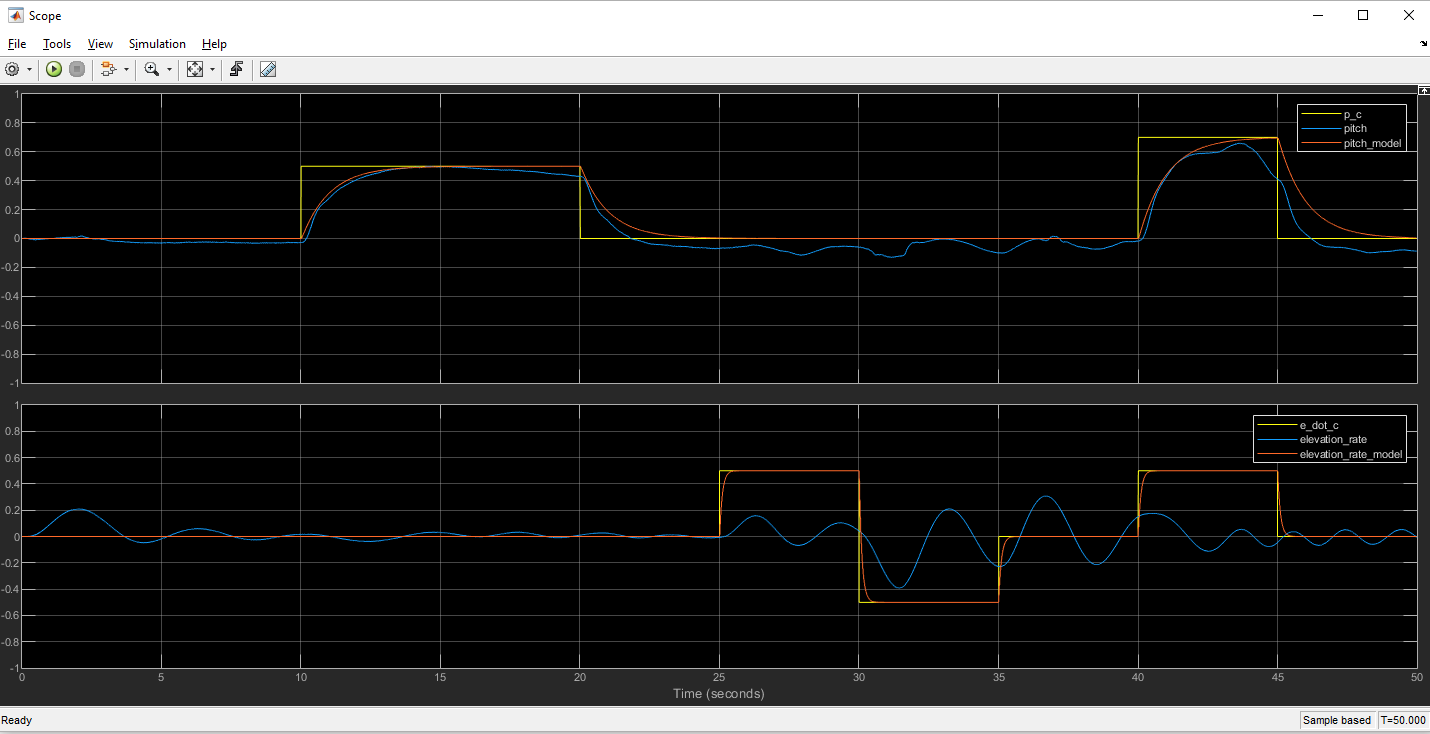 Scope
File Tools View Simulation Help
1
0.8
0.6
0.4
0.2
0
-0.2
-0.4
-0.6
-0.8
-1
p_c
pitch
pitch_model
1
0.8
0.6
0.4
0.2
0
-0.2
-0.4
-0.6
-0.8
-1
e_dot_c
elevation_rate
elevation_rate_model
0 5 10 15 20 25 30 35 40 45 50
Time (seconds)
Ready Sample based T=50.000